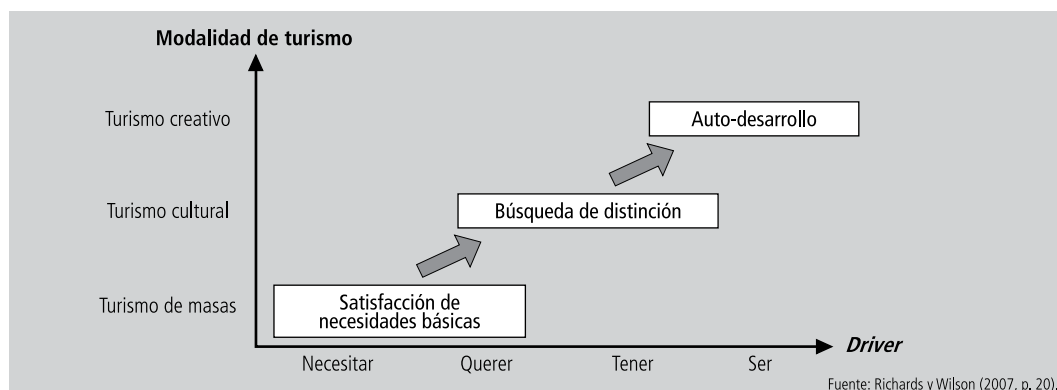 Modalidad de turismo
Turismo creativo
Auto-desarrollo
Turismo cultural
Búsqueda de distinción
Turismo de masas
Satisfacción de
necesidades básicas
Driver
Necesitar Querer Tener Ser
Fuente: Richards y Wilson (2007, p. 20).